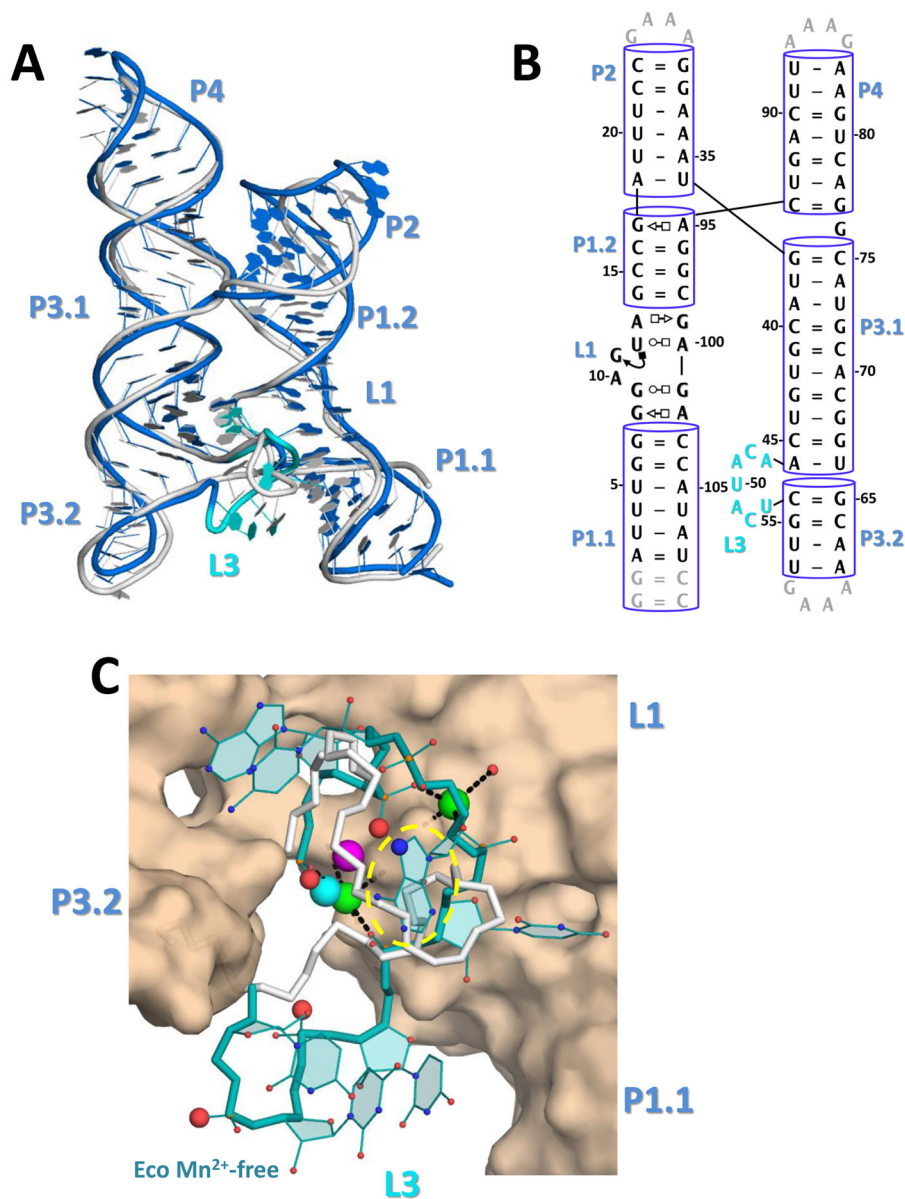 A
P4
P2
P3.1
P1.2
L1
P1.1
P3.2
L3
B
G A A A
P2
C = G
C = G
U – A
20- U – A
U – A -35
A – U
P1.2
G A -95
C = G
15- C = G
G = C
A G
U A -100
L1
G
10-A
G G
G A
P1.1
G = C
G = C
5- U – A -105
U – U
U – A
A – U
G = C
G = C
A A A G
P4
U – A
U – A
90- C = G
A – U -80
G = C
U – A
C = G
G
P3.1
G = C -75
U – A
A – U
40- C = G
G = C
U – A -70
G = C
U – G
45- C = G
A – U
A C A
A
U -50
A
C U
55-
L3
P3.2
C = G -65
G = C
U – A
U – A
G A A A
C
L1
P3.2
P1.1
Eco Mn²⁺-free
L3